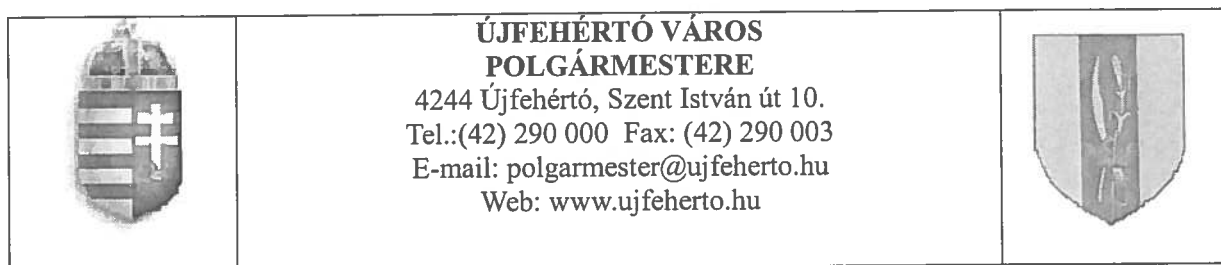 ÚJFEHÉRTÓ VÁROS
POLGÁRMESTERE
4244 Újfehértó, Szent István út 10.
Tel.:(42) 290 000 Fax: (42) 290 003
E-mail: polgarmester@ujfeherto.hu
Web: www.ujfeherto.hu